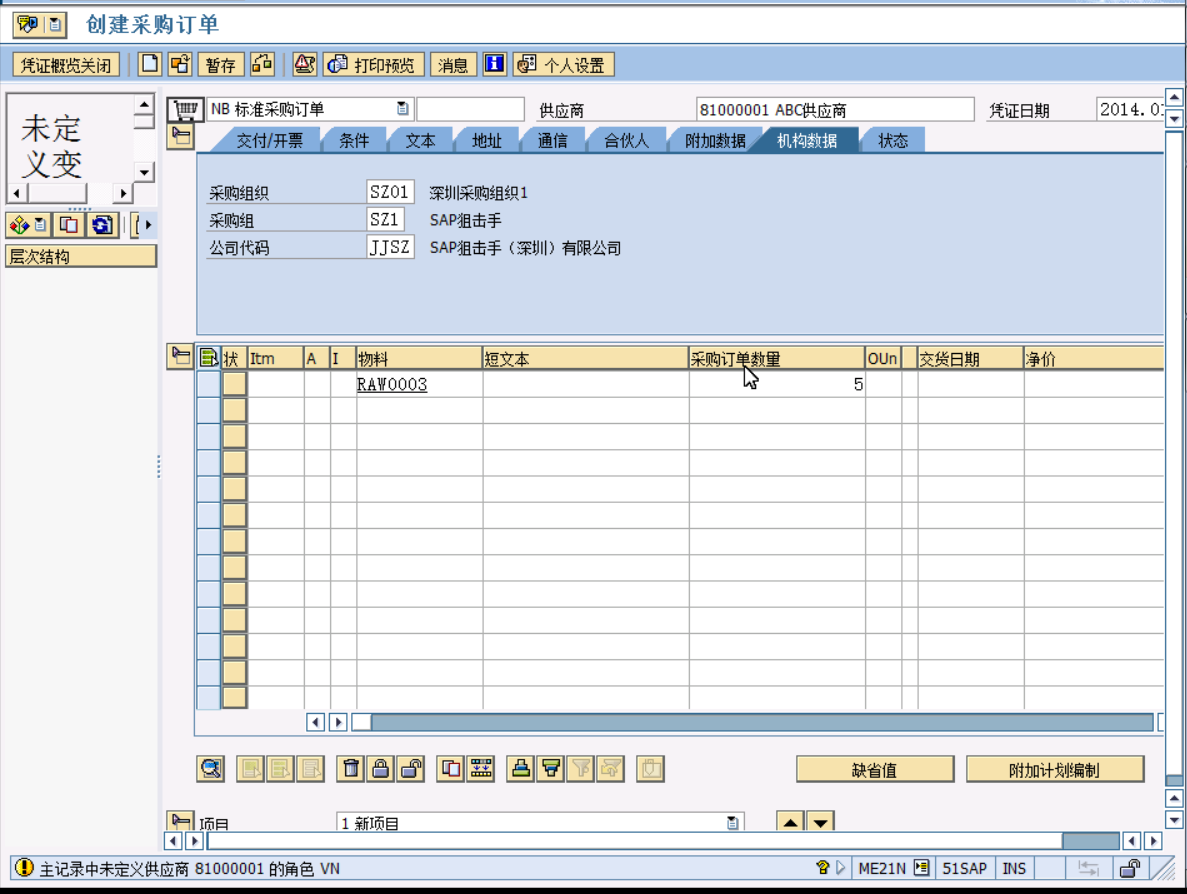 创建采购订单
凭证概览关闭 暂存 打印预览 消息 个人设置
未定
义变
NB 标准采购订单 供应商 81000001 ABC供应商 凭证日期
交付/开票 条件 文本 地址 通信 合伙人 附加数据 机构数据 状态
采购组织 SZ01 深圳采购组织1
采购组 SZ1 SAP狙击手
公司代码 JJSZ SAP狙击手（深圳）有限公司
层次结构
状 Itm A I 物料 短文本 采购订单数量 OUn 交货日期 净价
RAW0003 5
缺省值 附加计划编制
项目 1 新项目
主记录中未定义供应商 81000001 的角色 VN ME21N 51SAP INS